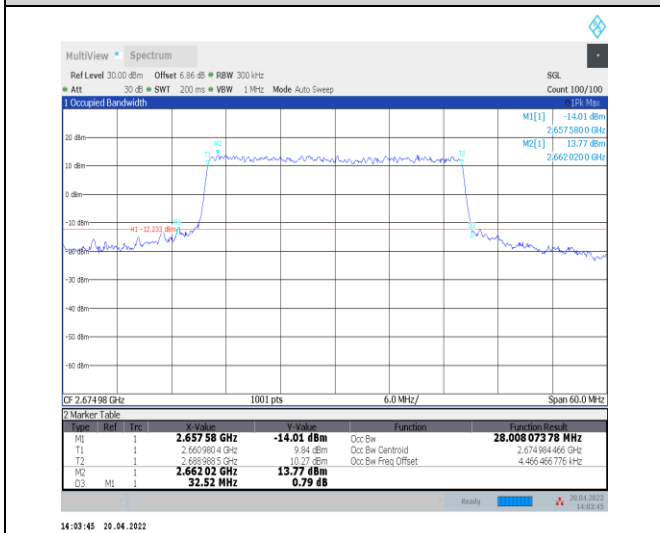 MultiView Spectrum
Ref Level 30.00 dBm Offset 6.86 dB RBW 300 kHz SGL
Att 30 dB SWT 200 ms VBW 1 MHz Mode Auto Sweep Count 100/100
1 Occupied Bandwidth 1Pk Max
M1[1] -14.01 dBm
2.657 580 0 GHz
M2[1] 13.77 dBm
2.662 020 0 GHz
20 dBm
M2
T1 T2
10 dBm
0 dBm
-10 dBm
M1
H1 -12.233 dBm
-20 dBm
-30 dBm
-40 dBm
-50 dBm
-60 dBm
CF 2.674 98 GHz 1001 pts 6.0 MHz/ Span 60.0 MHz
2 Marker Table
Type Ref Trc X-Value Y-Value Function Function Result
M1 1 2.657 58 GHz -14.01 dBm Occ Bw 28.008 073 78 MHz
T1 1 2.660 980 4 GHz 9.84 dBm Occ Bw Centroid 2.674 984 466 GHz
T2 1 2.688 988 5 GHz 10.27 dBm Occ Bw Freq Offset 4.466 466 776 kHz
M2 1 2.662 02 GHz 13.77 dBm
D3 M1 1 32.52 MHz 0.79 dB
Ready 20.04.2022
14:03:45
14:03:45 20.04.2022